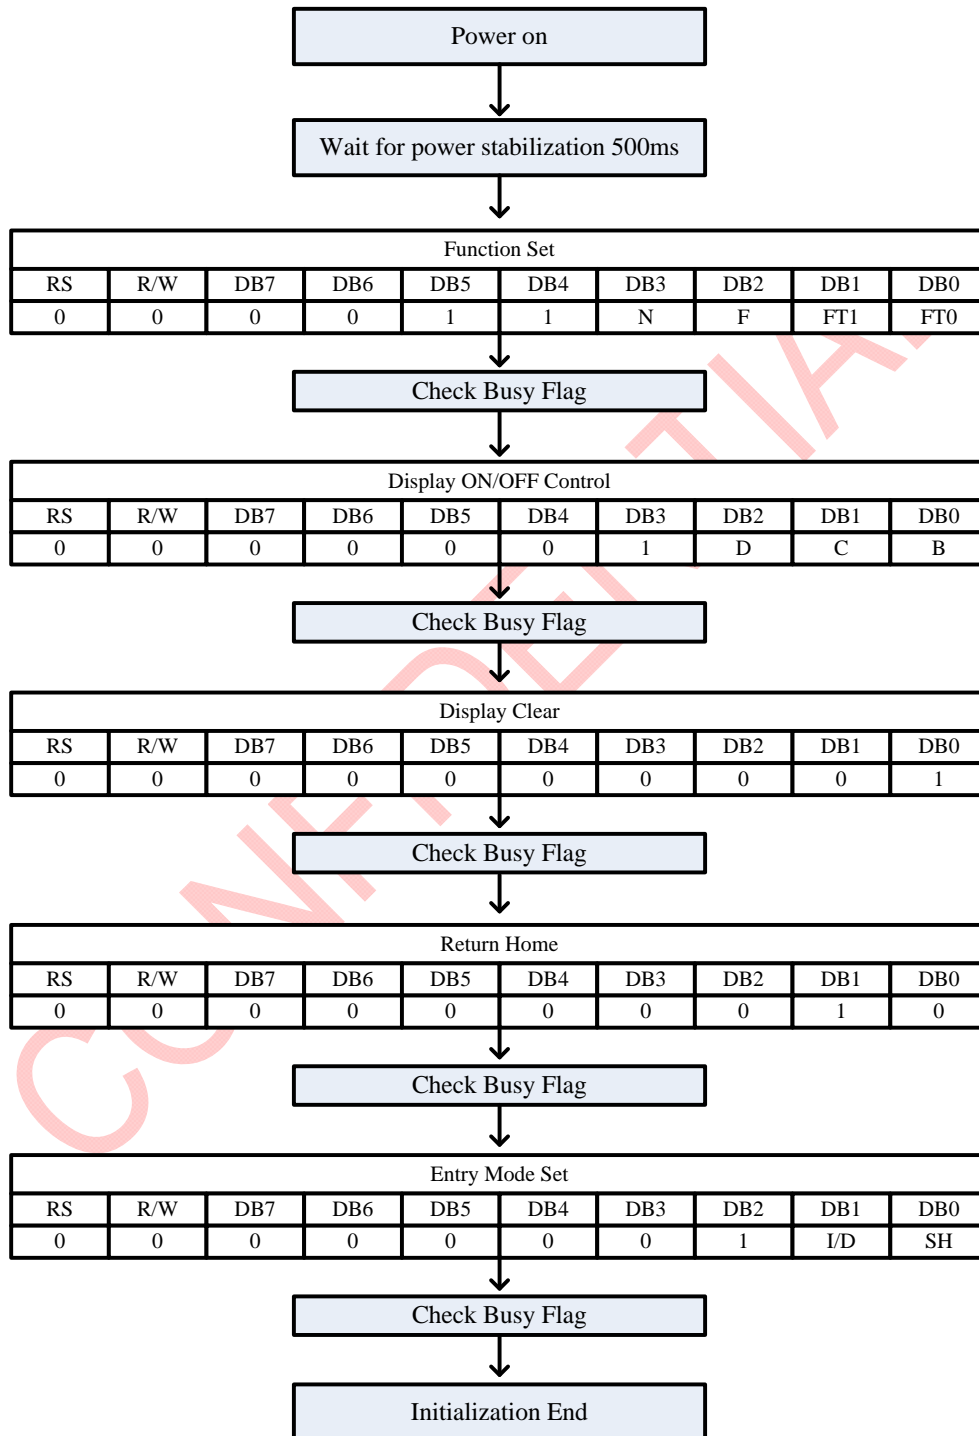 Power on
Wait for power stabilization 500ms
Function Set
RS R/W DB7 DB6 DB5 DB4 DB3 DB2 DB1 DB0
0 0 0 0 1 1 N F FT1 FT0
Check Busy Flag
Display ON/OFF Control
RS R/W DB7 DB6 DB5 DB4 DB3 DB2 DB1 DB0
0 0 0 0 0 0 1 D C B
Check Busy Flag
Display Clear
RS R/W DB7 DB6 DB5 DB4 DB3 DB2 DB1 DB0
0 0 0 0 0 0 0 0 0 1
Check Busy Flag
Return Home
RS R/W DB7 DB6 DB5 DB4 DB3 DB2 DB1 DB0
0 0 0 0 0 0 0 0 1 0
Check Busy Flag
Entry Mode Set
RS R/W DB7 DB6 DB5 DB4 DB3 DB2 DB1 DB0
0 0 0 0 0 0 0 1 I/D SH
Check Busy Flag
Initialization End
CONFIDENTIAL